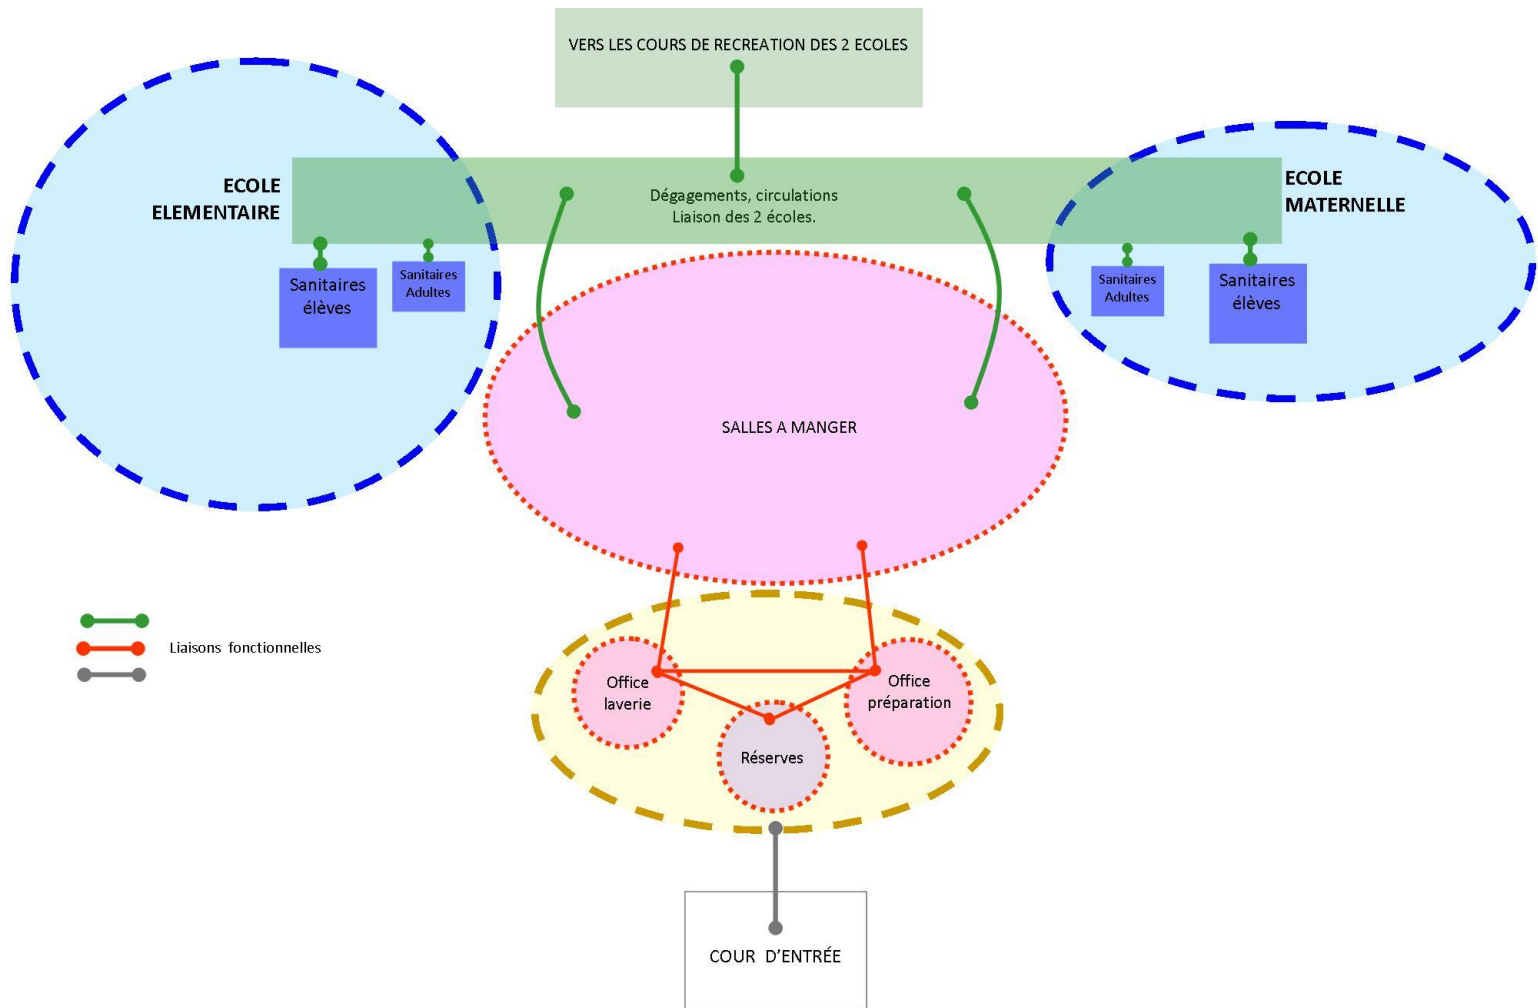 VERS LES COURS DE RECREATION DES 2 ECOLES
ECOLE
ELEMENTAIRE
Dégagements, circulations
Liaison des 2 écoles.
ECOLE
MATERNELLE
Sanitaires
élèves
Sanitaires
Adultes
Sanitaires
Adultes
Sanitaires
élèves
SALLES A MANGER
Liaisons fonctionnelles
Office
laverie
Office
préparation
Réserves
COUR D'ENTRÉE